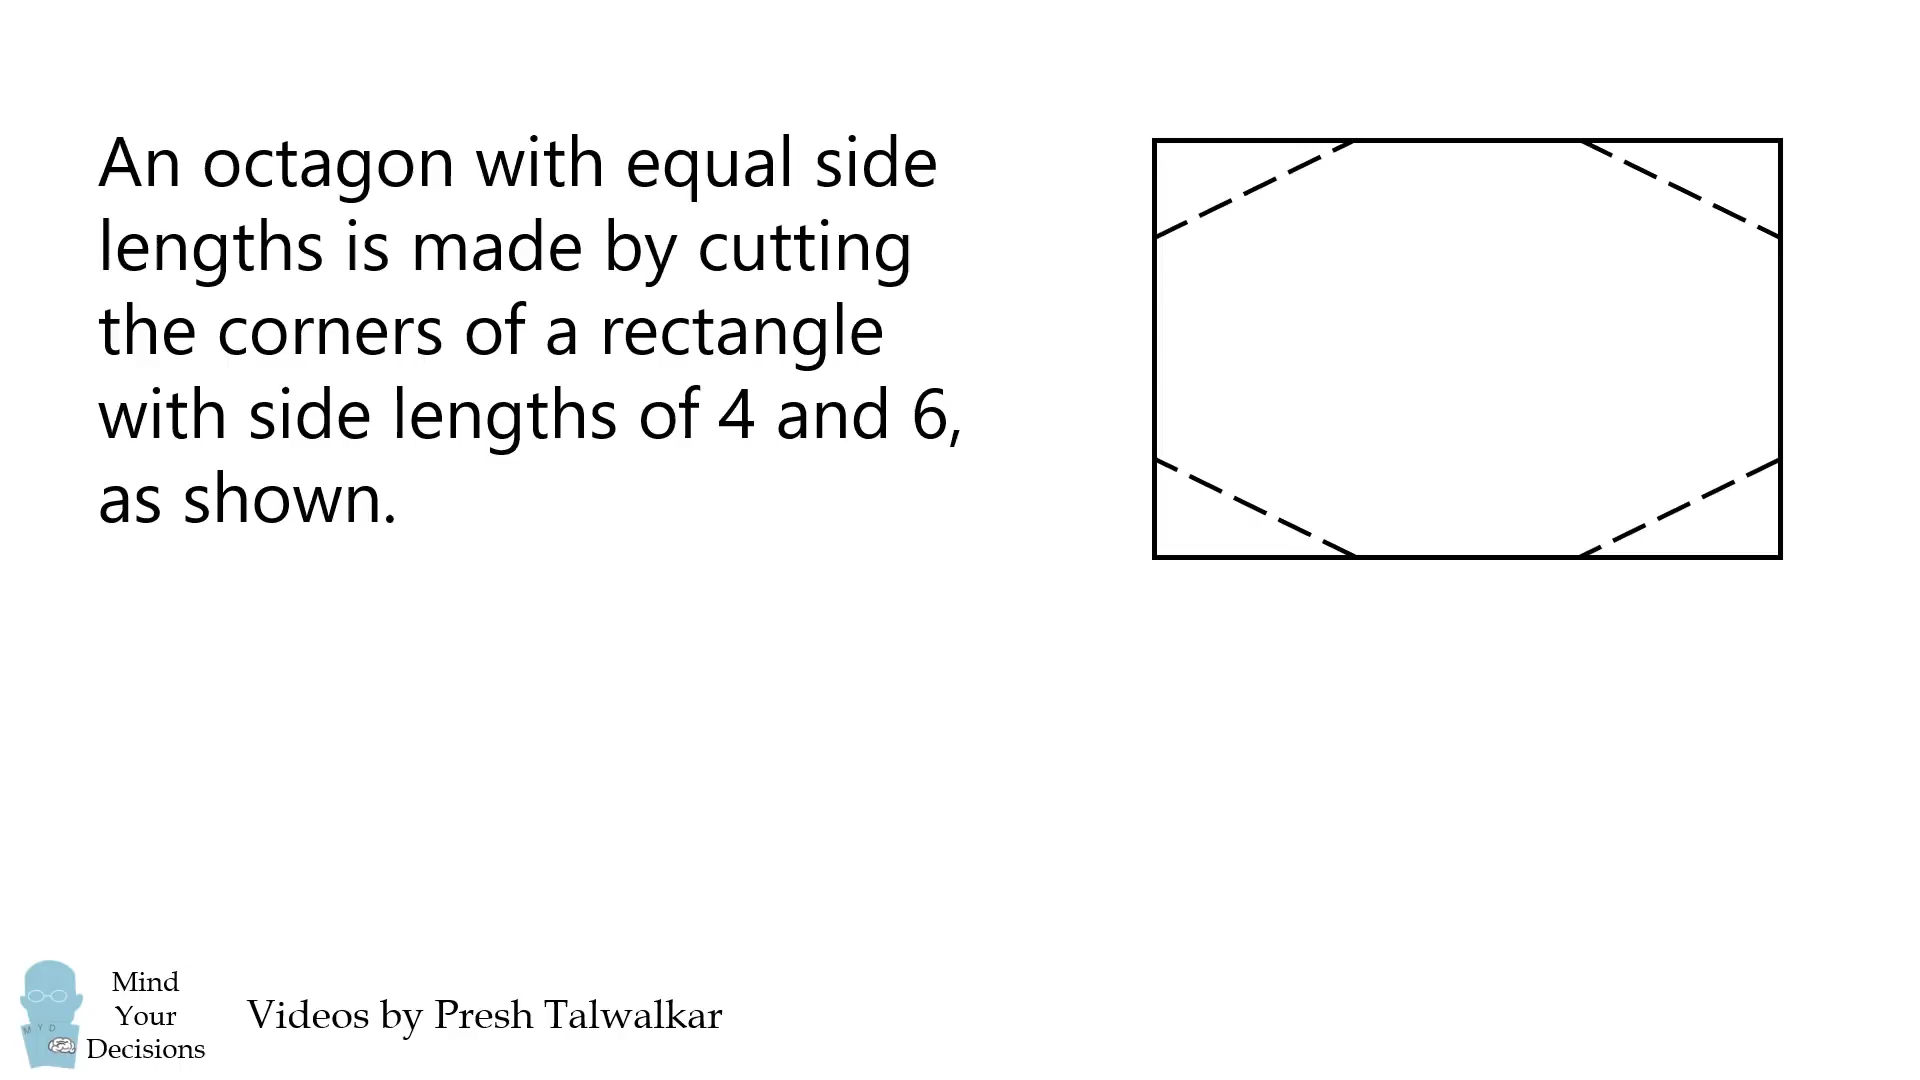 An octagon with equal side
lengths is made by cutting
the corners of a rectangle
with side lengths of 4 and 6,
as shown.
M Y D
Mind
Your
Decisions
Videos by Presh Talwalkar